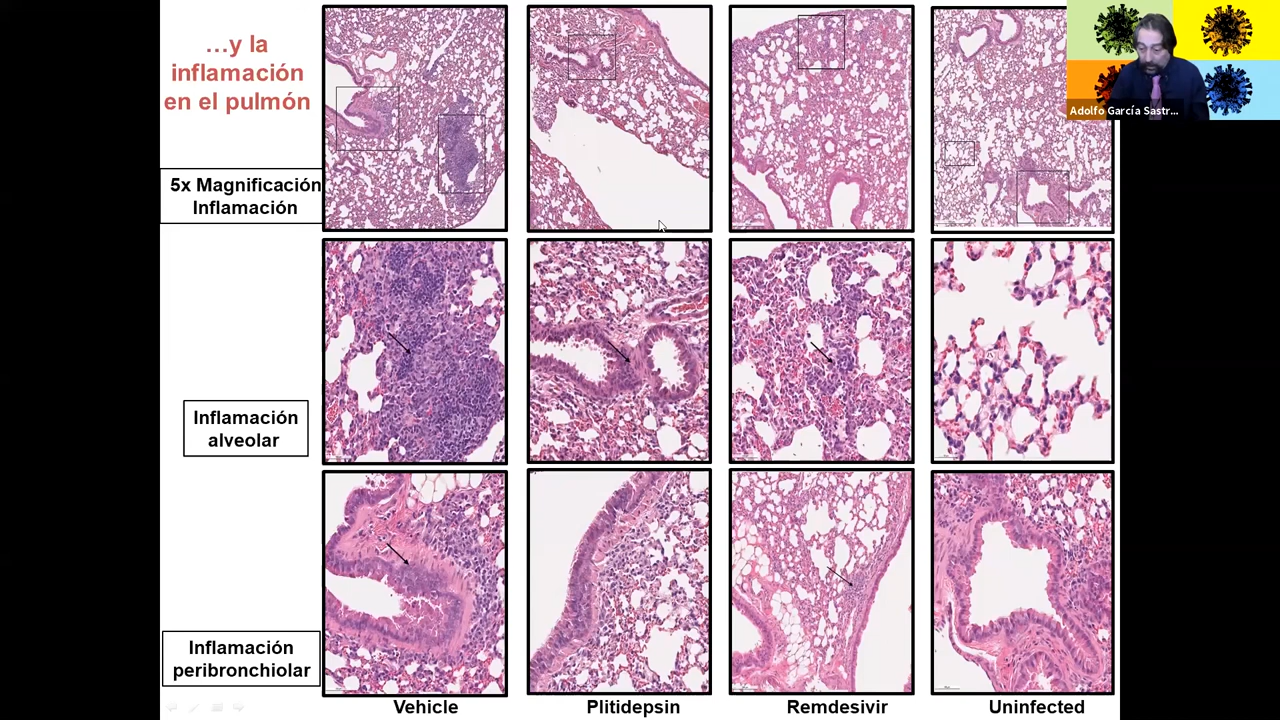 …y la
inflamación
en el pulmón
Adolfo García Sastr...
5x Magnificación
Inflamación
Inflamación
alveolar
Inflamación
peribronchiolar
Vehicle
Plitidepsin
Remdesivir
Uninfected